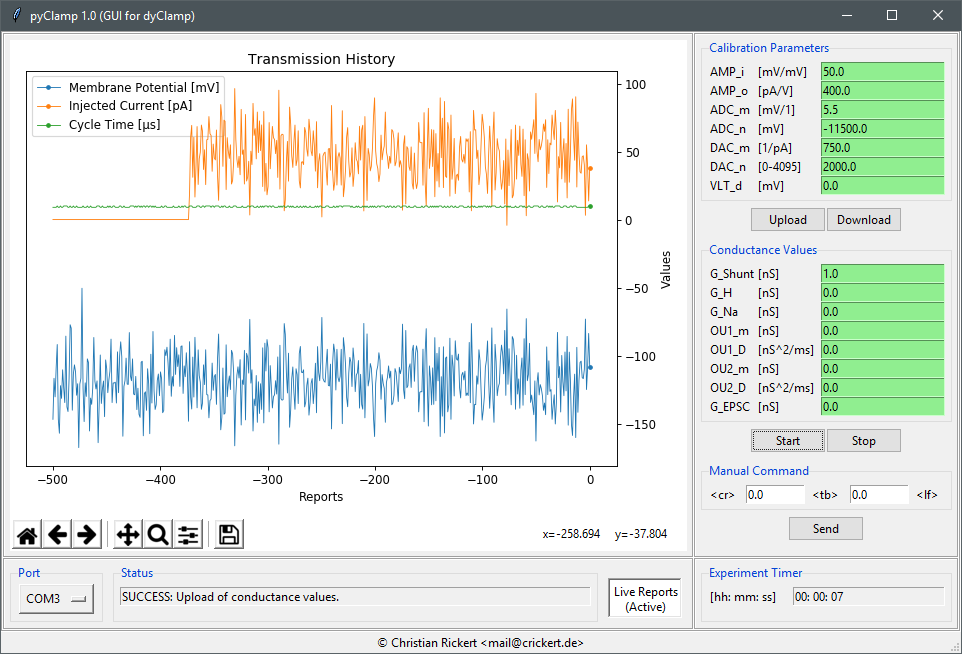 pyClamp 1.0 (GUI for dyClamp)
Transmission History
Membrane Potential [mV]
Injected Current [pA]
Cycle Time [µs]
100
50
0
−50
−100
−150
Values
−500 −400 −300 −200 −100 0
Reports
x=-258.694 y=-37.804
Calibration Parameters
AMP_i [mV/mV] 50.0
AMP_o [pA/V] 400.0
ADC_m [mV/1] 5.5
ADC_n [mV] -11500.0
DAC_m [1/pA] 750.0
DAC_n [0-4095] 2000.0
VLT_d [mV] 0.0
Upload Download
Conductance Values
G_Shunt [nS] 1.0
G_H [nS] 0.0
G_Na [nS] 0.0
OU1_m [nS] 0.0
OU1_D [nS^2/ms] 0.0
OU2_m [nS] 0.0
OU2_D [nS^2/ms] 0.0
G_EPSC [nS] 0.0
Start Stop
Manual Command
<cr> 0.0 <tb> 0.0 <lf>
Send
Port
COM3
Status
SUCCESS: Upload of conductance values.
Live Reports
(Active)
Experiment Timer
[hh: mm: ss] 00: 00: 07
© Christian Rickert <mail@crickert.de>